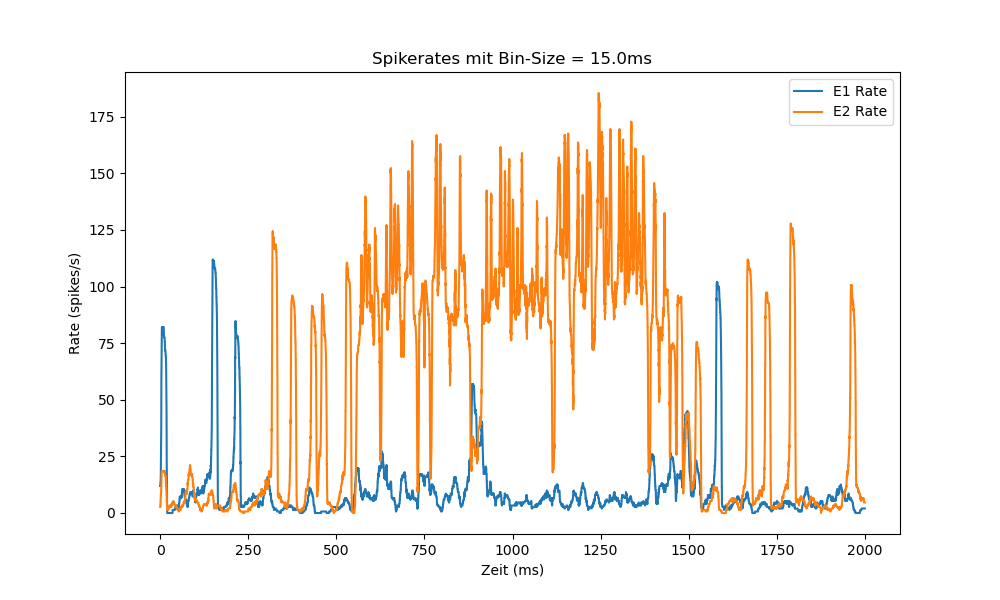 Spikerates mit Bin-Size = 15.0ms
E1 Rate
E2 Rate
175
150
125
100
75
50
25
0
Rate (spikes/s)
0 250 500 750 1000 1250 1500 1750 2000
Zeit (ms)